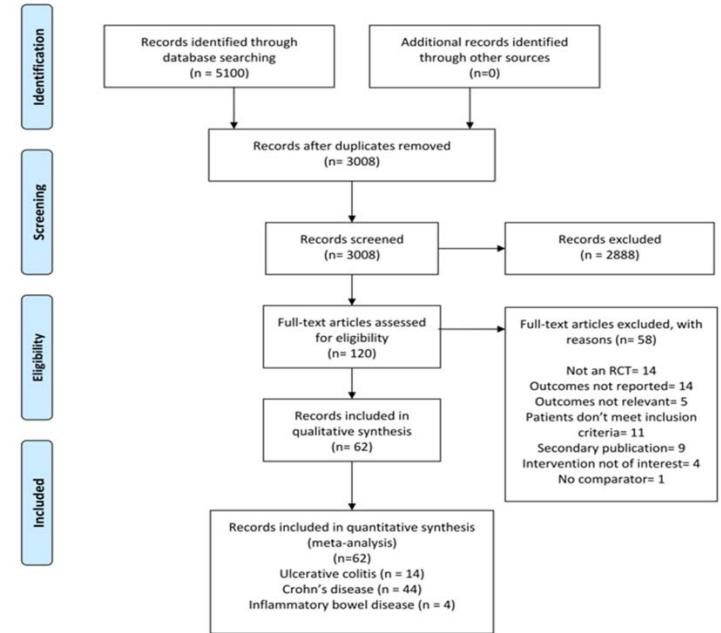 Identification
Records identified through
database searching
(n = 5100)
Additional records identified
through other sources
(n=0)
Records after duplicates removed
(n= 3008)
Screening
Records screened
(n= 3008)
Records excluded
(n = 2888)
Eligibility
Full-text articles assessed
for eligibility
(n= 120)
Full-text articles excluded, with
reasons (n= 58)
Not an RCT= 14
Outcomes not reported= 14
Outcomes not relevant= 5
Patients don’t meet inclusion
criteria= 11
Secondary publication= 9
Intervention not of interest= 4
No comparator= 1
Records included in
qualitative synthesis
(n= 62)
Included
Records included in quantitative synthesis
(meta-analysis)
(n=62)
Ulcerative colitis (n = 14)
Crohn’s disease (n = 44)
Inflammatory bowel disease (n = 4)